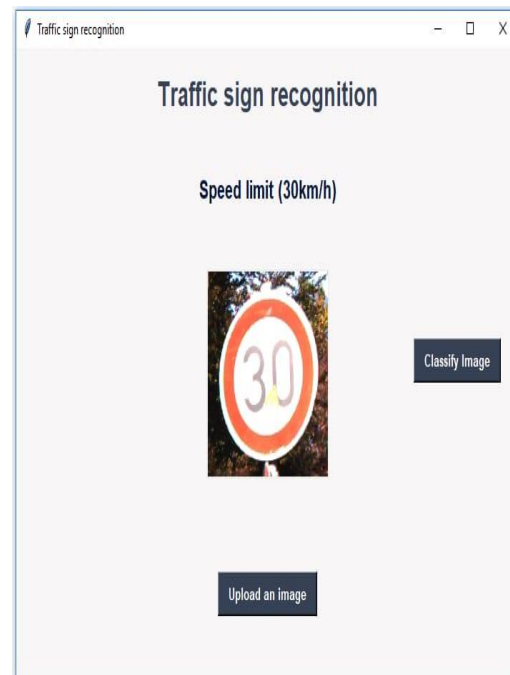 Traffic sign recognition
Traffic sign recognition
Speed limit (30km/h)
30
Classify Image
Upload an image